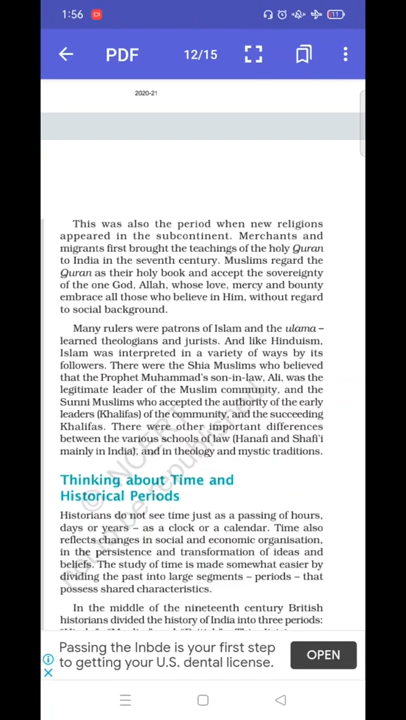 1:56
11
PDF
12/15
2020-21
This was also the period when new religions
appeared in the subcontinent. Merchants and
migrants first brought the teachings of the holy Quran
to India in the seventh century. Muslims regard the
Quran as their holy book and accept the sovereignty
of the one God, Allah, whose love, mercy and bounty
embrace all those who believe in Him, without regard
to social background.
Many rulers were patrons of Islam and the ulama –
learned theologians and jurists. And like Hinduism,
Islam was interpreted in a variety of ways by its
followers. There were the Shia Muslims who believed
that the Prophet Muhammad's son-in-law, Ali, was the
legitimate leader of the Muslim community, and the
Sunni Muslims who accepted the authority of the early
leaders (Khalifas) of the community, and the succeeding
Khalifas. There were other important differences
between the various schools of law (Hanafi and Shafi'i
mainly in India), and in theology and mystic traditions.
© NCERT
not to be republished
Thinking about Time and
Historical Periods
Historians do not see time just as a passing of hours,
days or years – as a clock or a calendar. Time also
reflects changes in social and economic organisation,
in the persistence and transformation of ideas and
beliefs. The study of time is made somewhat easier by
dividing the past into large segments – periods – that
possess shared characteristics.
In the middle of the nineteenth century British
historians divided the history of India into three periods:
Passing the Inbde is your first step
to getting your U.S. dental license.
OPEN